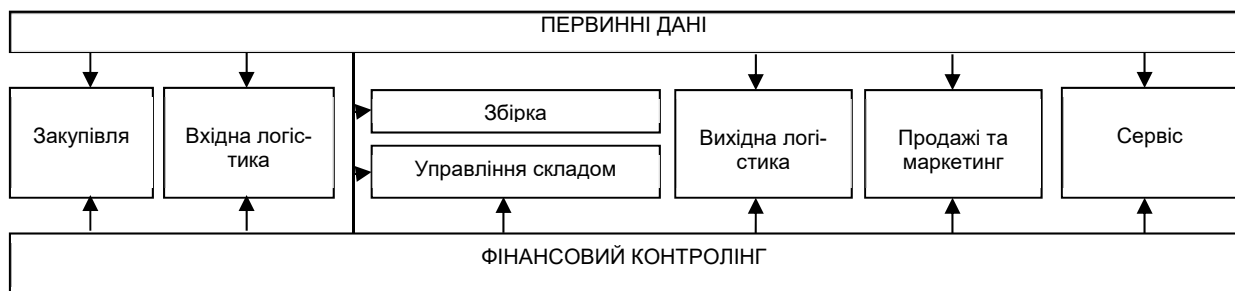 ПЕРВИННІ ДАНІ
Закупівля
Вхідна логіс-
тика
Збірка
Управління складом
Вихідна логі-
стика
Продажі та
маркетинг
Сервіс
ФІНАНСОВИЙ КОНТРОЛІНГ